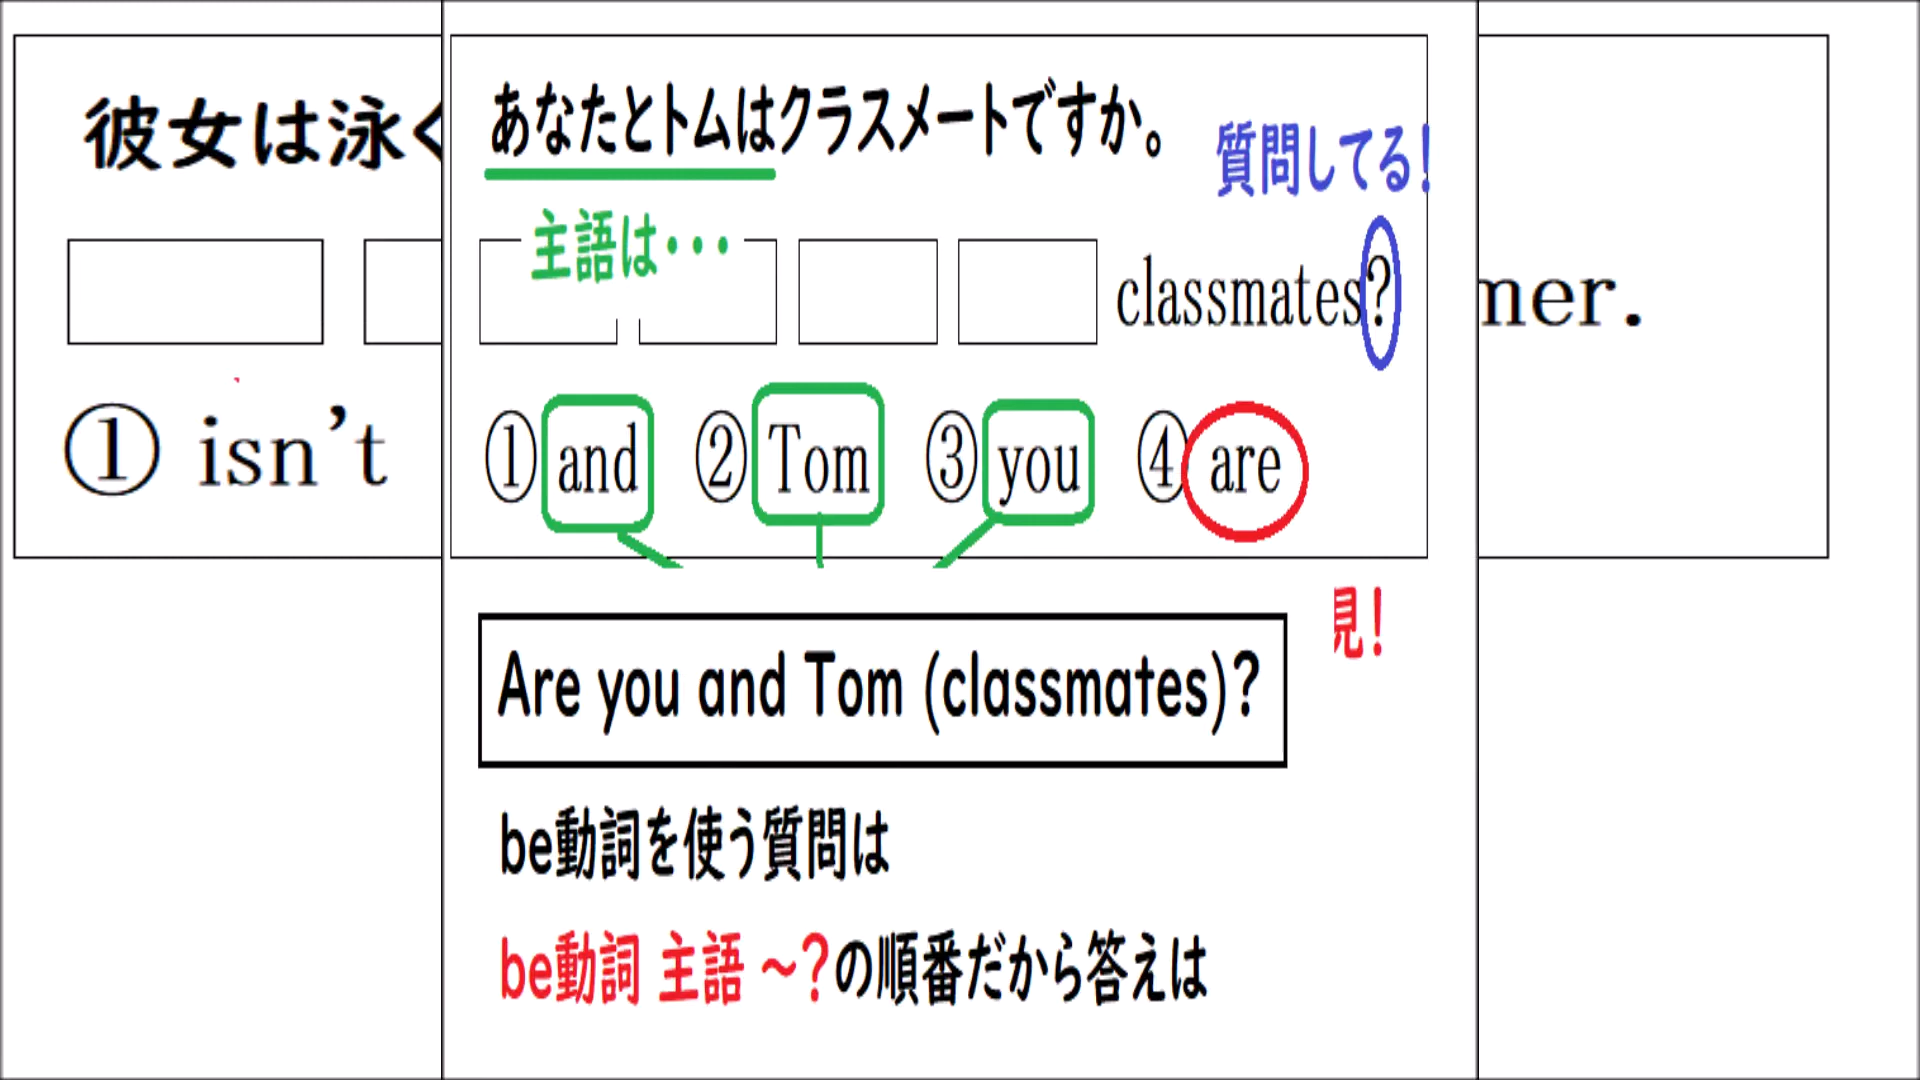 彼女は泳く
① isn't
あなたとトムはクラスメートですか。
質問してる!
主語は・・・
classmates?
① and ② Tom ③ you ④ are
見!
Are you and Tom (classmates)?
be動詞を使う質問は
be動詞 主語 ~?の順番だから答えは
mer.